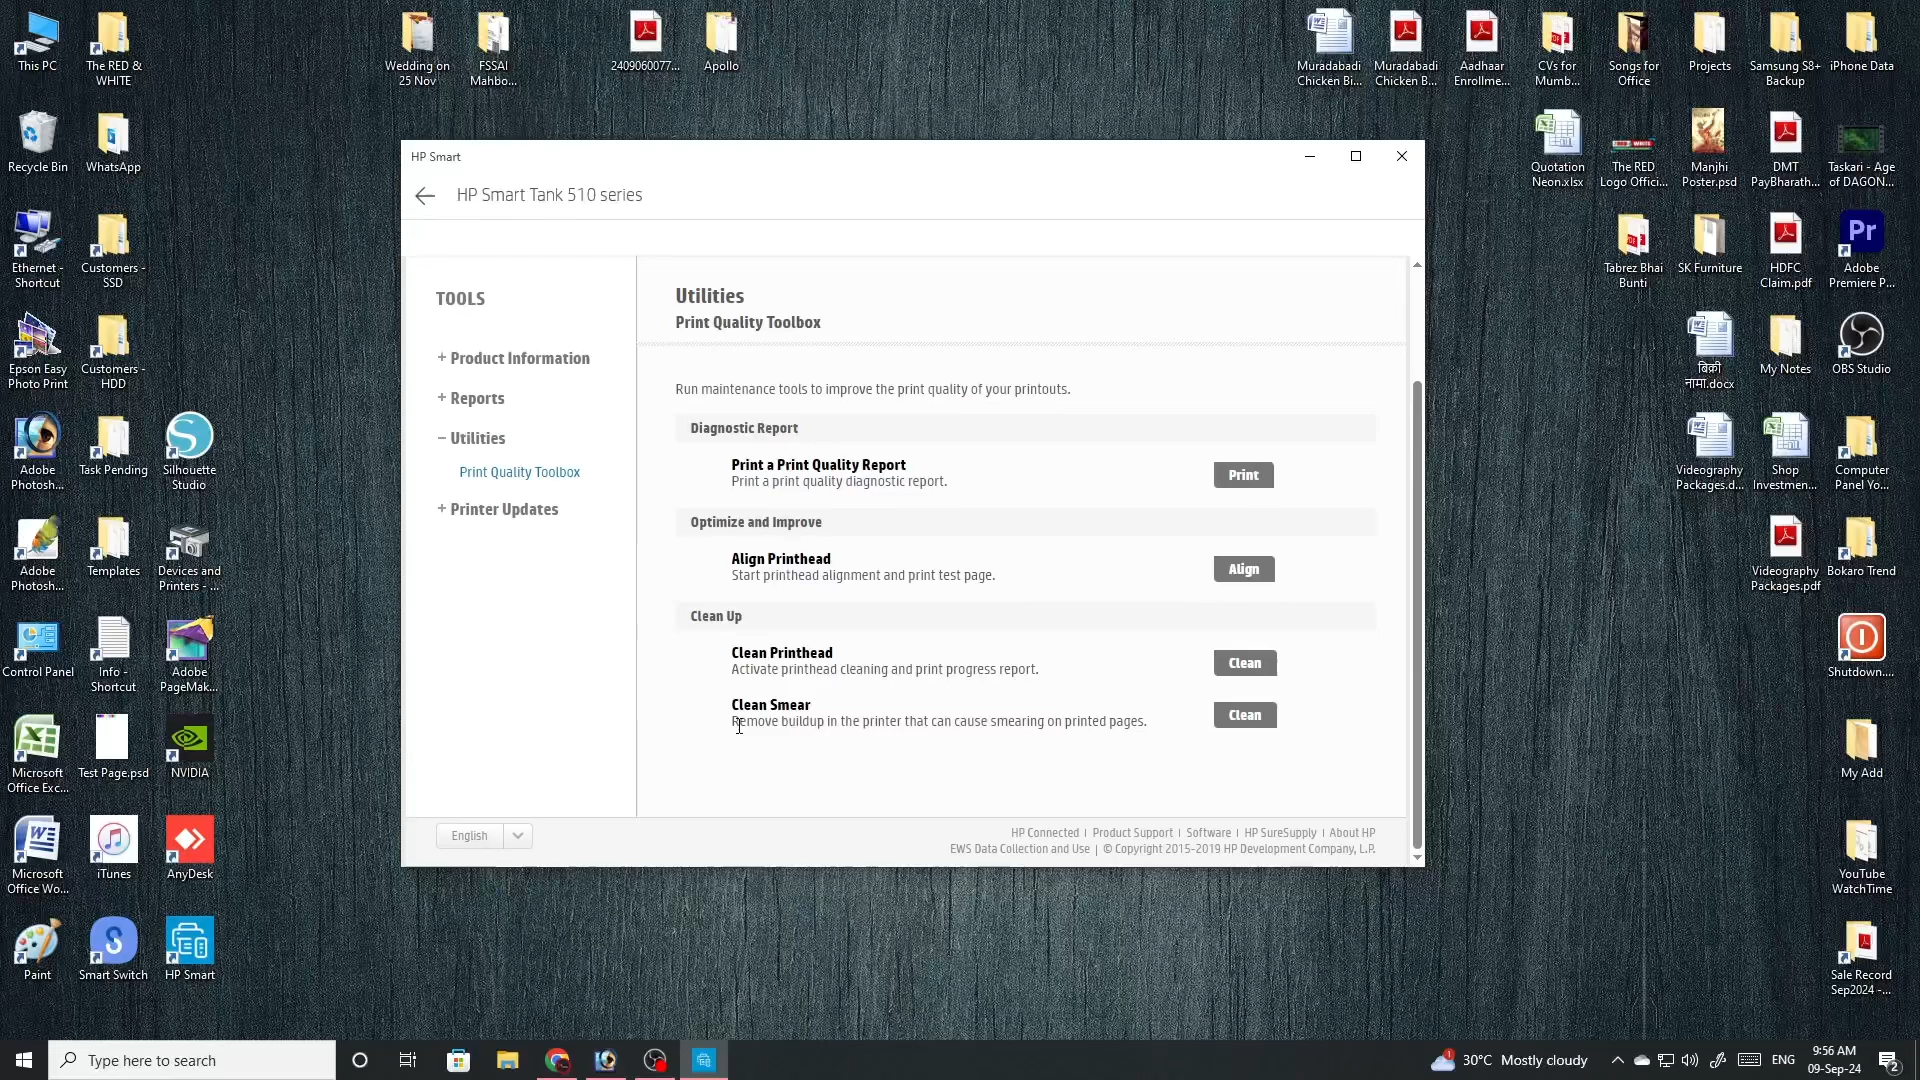 This PC
The RED &
WHITE
Wedding on
25 Nov
FSSAI
Mahbo...
2409060077...
Apollo
Muradabadi
Chicken Bi...
Muradabadi
Chicken B...
Aadhaar
Enrollme...
CVs for
Mumb...
Songs for
Office
Projects
Samsung S8+
Backup
iPhone Data
Recycle Bin
WhatsApp
Quotation
Neon.xlsx
The RED
Logo Offici...
Manjhi
Poster.psd
DMT
PayBharath...
Taskari - Age
of DAGON...
Ethernet -
Shortcut
Customers -
SSD
Tabrez Bhai
Bunti
SK Furniture
HDFC
Claim.pdf
Pr
Adobe
Premiere P...
Epson Easy
Photo Print
Customers -
HDD
बिक्री
नामा.docx
My Notes
OBS Studio
Adobe
Photosh...
Task Pending
Silhouette
Studio
Videography
Packages.d...
Shop
Investmen...
Computer
Panel Yo...
Adobe
Photosh...
Templates
Devices and
Printers - ...
Videography
Packages.pdf
Bokaro Trend
Control Panel
Info -
Shortcut
Adobe
PageMak...
Shutdown....
Microsoft
Office Exc...
Test Page.psd
NVIDIA
My Add
Microsoft
Office Wo...
iTunes
AnyDesk
YouTube
WatchTime
Paint
Smart Switch
HP Smart
Sale Record
Sep2024 -...
HP Smart
HP Smart Tank 510 series
TOOLS
+ Product Information
+ Reports
− Utilities
Print Quality Toolbox
+ Printer Updates
Utilities
Print Quality Toolbox
Run maintenance tools to improve the print quality of your printouts.
Diagnostic Report
Print a Print Quality Report
Print a print quality diagnostic report.
Print
Optimize and Improve
Align Printhead
Start printhead alignment and print test page.
Align
Clean Up
Clean Printhead
Activate printhead cleaning and print progress report.
Clean
Clean Smear
Remove buildup in the printer that can cause smearing on printed pages.
Clean
English
HP Connected | Product Support | Software | HP SureSupply | About HP
EWS Data Collection and Use | © Copyright 2015-2019 HP Development Company, L.P.
Type here to search
30°C Mostly cloudy
ENG
9:56 AM
09-Sep-24
2